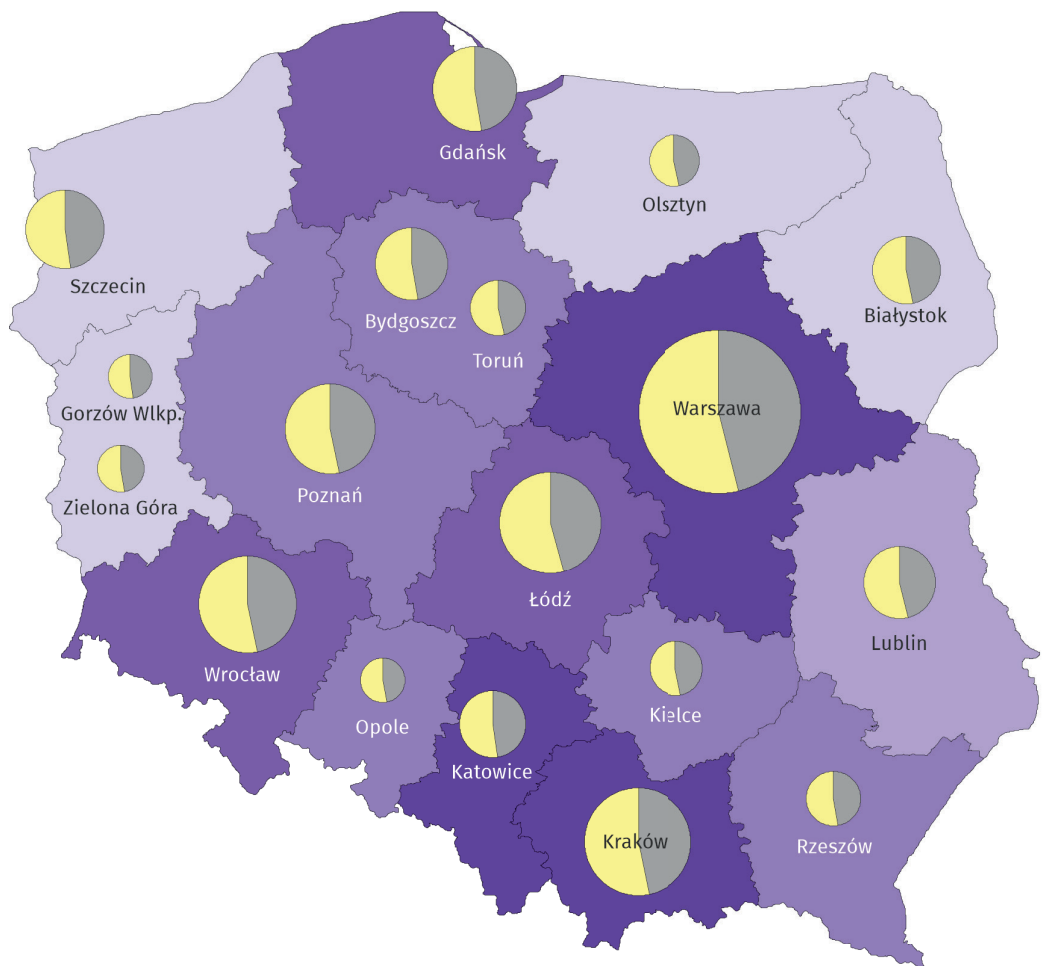 Gdańsk
Olsztyn
Szczecin
Białystok
Bydgoszcz
Toruń
Gorzów Wlkp.
Warszawa
Poznań
Zielona Góra
Łódź
Lublin
Wrocław
Kielce
Opole
Katowice
Kraków
Rzeszów